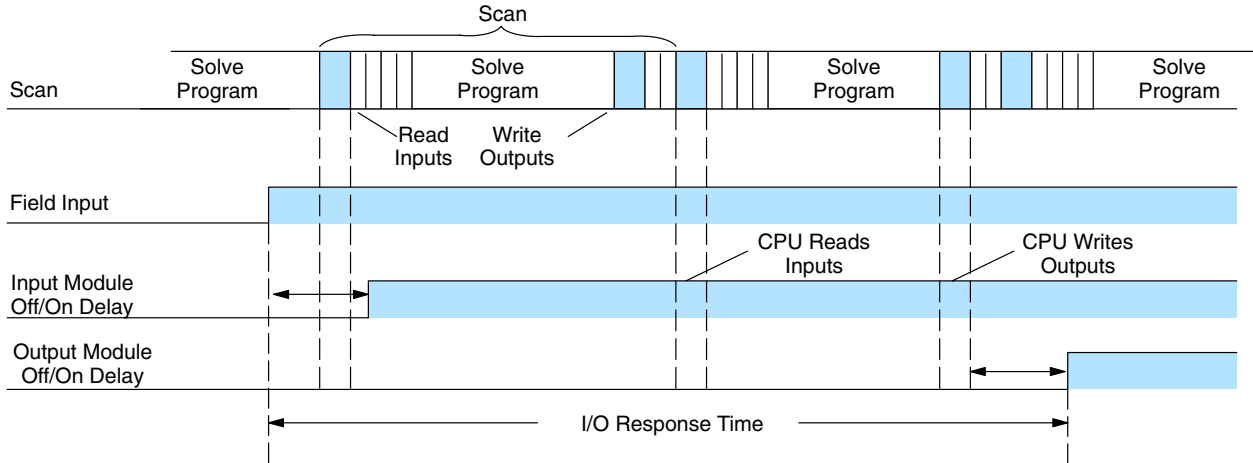 Scan
Scan
Solve
Program
Solve
Program
Solve
Program
Solve
Program
Read
Inputs
Write
Outputs
Field Input
CPU Reads
Inputs
CPU Writes
Outputs
Input Module
Off/On Delay
Output Module
Off/On Delay
I/O Response Time